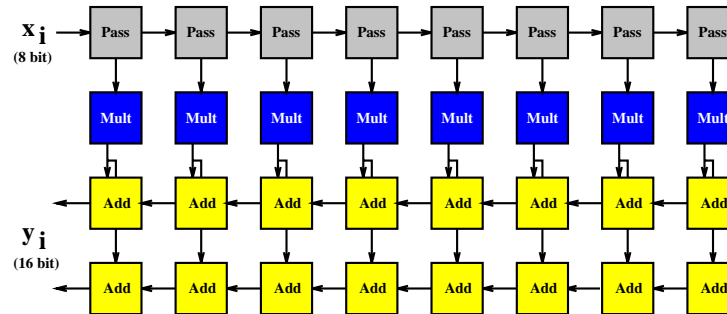 x i Pass Pass Pass Pass Pass Pass Pass Pass
(8 bit)
Mult Mult Mult Mult Mult Mult Mult Mult
Add Add Add Add Add Add Add Add
y i
(16 bit)
Add Add Add Add Add Add Add Add